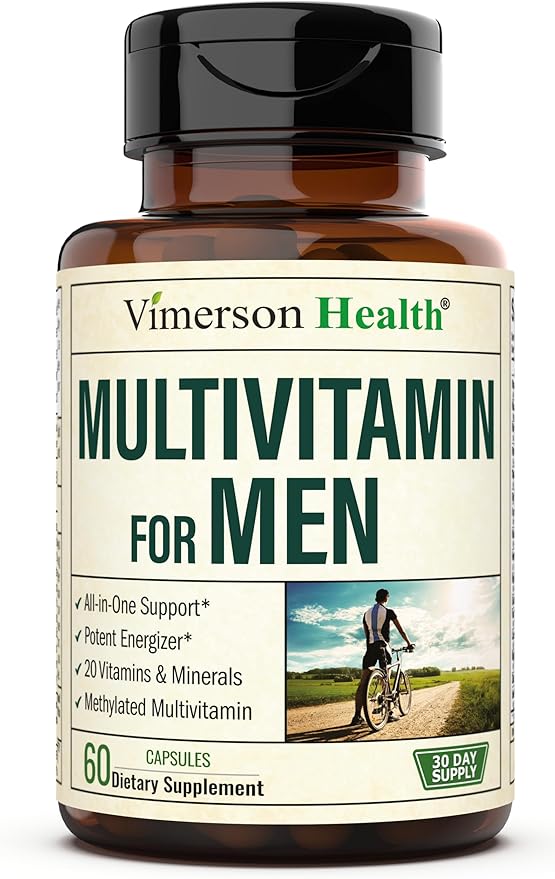 Vimerson Health®
MULTIVITAMIN
FOR MEN
✓ All-in-One Support*
✓ Potent Energizer*
✓ 20 Vitamins & Minerals
✓ Methylated Multivitamin
60 CAPSULES
Dietary Supplement
30 DAY
SUPPLY